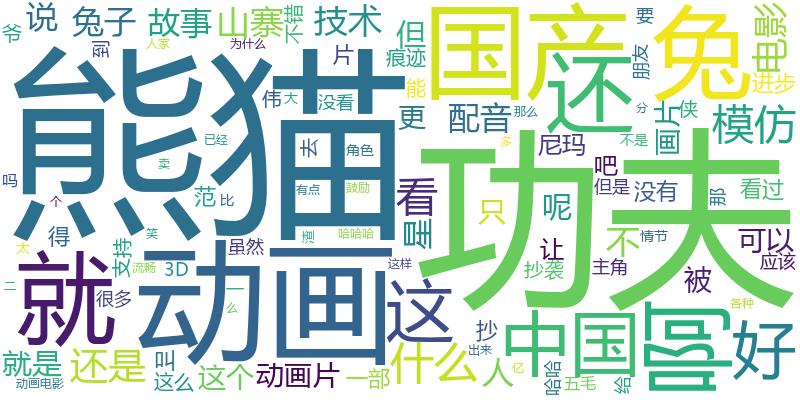 熊猫
功夫
动画
国产
兔
还
就
啊
中国
这
好
什么
看
电影
说
兔子
故事
山寨
不错
技术
但
爷
到
人家
为什么
片
痕迹
伟
大
没看
能
更
配音
那么
朋友
要
进步
分
侠
画片
模仿
不是
多
尼玛
去
角色
已经
卖
吗
个
范
比
有点
鼓励
吧
但是
没有
那
看过
只
呢
星
不
情节
可以
应该
让
得
太
支持
笑
3D
流畅
虽然
漫
哈哈哈
这样
抄袭
主角
被
二
很多
一
么
各种
就是
还是
叫
这么
这个
动画片
一部
抄
出来
人
亿
哈哈
五毛
给
动画电影